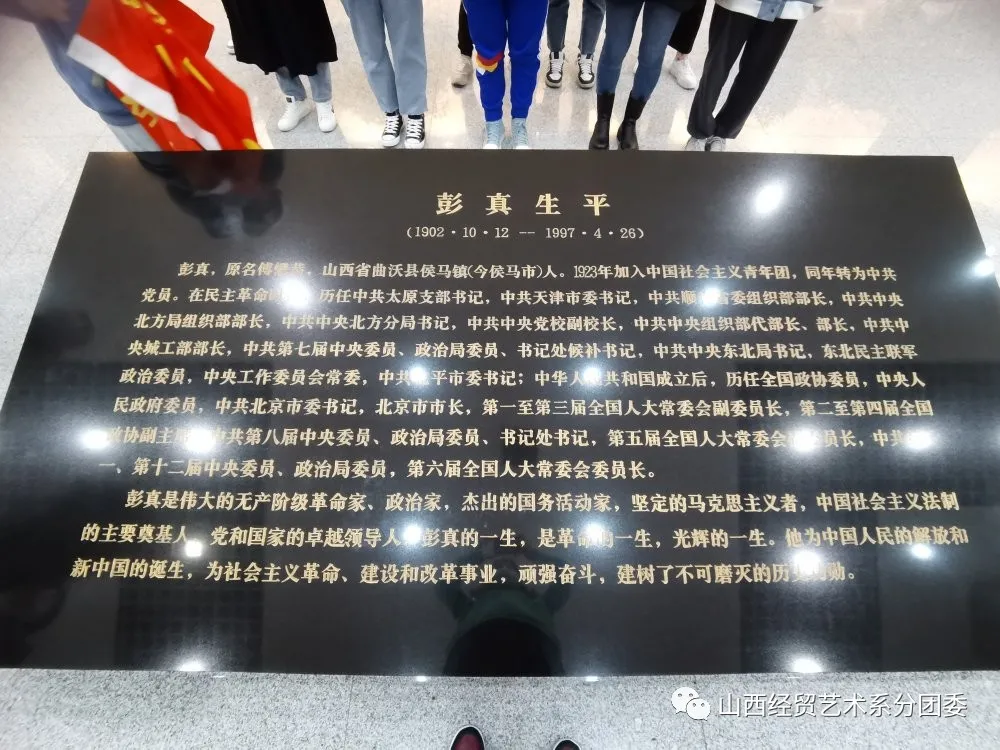 彭真生平
(1902·10·12 -- 1997·4·26)
彭真，原名傅，山西省曲沃县侯马镇(今侯马市)人。1923年加入中国社会主义青年团，同年转为中共
党员。在民主革命，历任中共太原支部书记，中共天津市委书记，中共顺省委组织部部长，中共中央
北方局组织部部长，中共中央北方分局书记，中共中央党校副校长，中共中央组织部代部长、部长，中共中
央城工部部长，中共第七届中央委员、政治局委员、书记处候补书记，中共中央东北局书记，东北民主联军
政治委员，中央工作委员会常委，中共平市委书记；中华人共和国成立后，历任全国政协委员，中央人
民政府委员，中共北京市委书记，北京市市长，第一至第三届全国人大常委会副委员长，第二至第四届全国
政协副主席，中共第八届中央委员、政治局委员、书记处书记，第五届全国人大常委会委员长，中共
一、第十二届中央委员、政治局委员，第六届全国人大常委会委员长。
彭真是伟大的无产阶级革命家、政治家，杰出的国务活动家，坚定的马克思主义者，中国社会主义法制
的主要奠基人，党和国家的卓越领导人。彭真的一生，是革命的一生，光辉的一生。他为中国人民的解放和
新中国的诞生，为社会主义革命、建设和改革事业，顽强奋斗，建树了不可磨灭的历史功勋。
山西经贸艺术系分团委